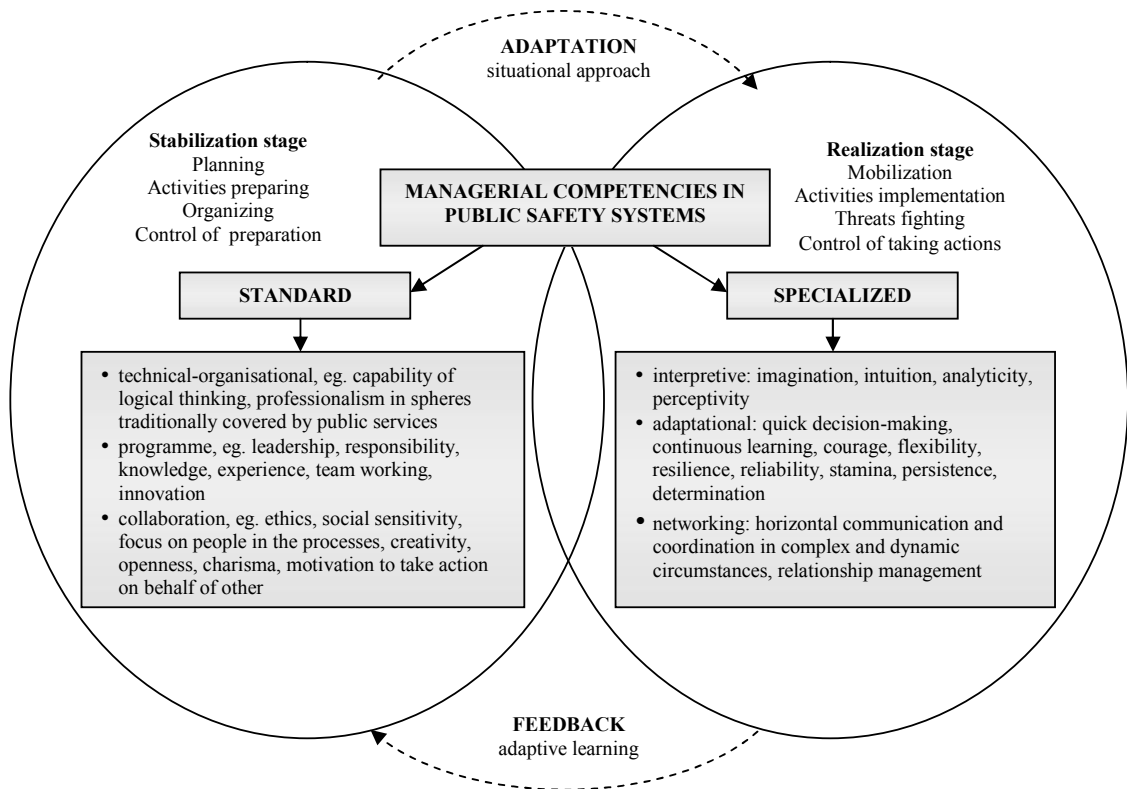 ADAPTATION
situational approach
Stabilization stage
Planning
Activities preparing
Organizing
Control of preparation
MANAGERIAL COMPETENCIES IN
PUBLIC SAFETY SYSTEMS
Realization stage
Mobilization
Activities implementation
Threats fighting
Control of taking actions
STANDARD
SPECIALIZED
• technical-organisational, eg. capability of
logical thinking, professionalism in spheres
traditionally covered by public services
• programme, eg. leadership, responsibility,
knowledge, experience, team working,
innovation
• collaboration, eg. ethics, social sensitivity,
focus on people in the processes, creativity,
openness, charisma, motivation to take action
on behalf of other
• interpretive: imagination, intuition, analyticity,
perceptivity
• adaptational: quick decision-making,
continuous learning, courage, flexibility,
resilience, reliability, stamina, persistence,
determination
• networking: horizontal communication and
coordination in complex and dynamic
circumstances, relationship management
FEEDBACK
adaptive learning